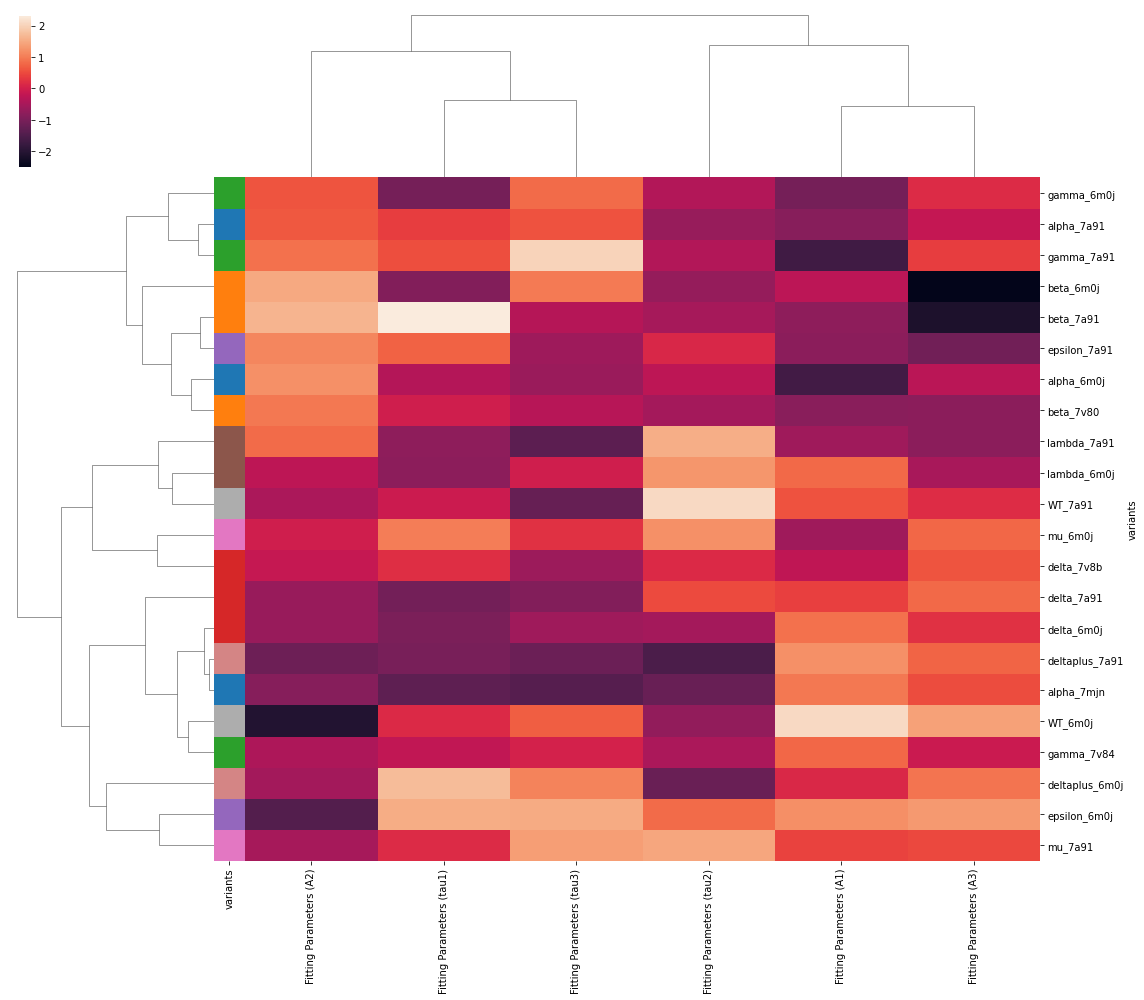 2
1
0
−1
−2
gamma_6m0j
alpha_7a91
gamma_7a91
beta_6m0j
beta_7a91
epsilon_7a91
alpha_6m0j
beta_7v80
lambda_7a91
lambda_6m0j
WT_7a91
mu_6m0j
delta_7v8b
delta_7a91
delta_6m0j
deltaplus_7a91
alpha_7mjn
WT_6m0j
gamma_7v84
deltaplus_6m0j
epsilon_6m0j
mu_7a91
variants
variants
Fitting Parameters (A2)
Fitting Parameters (tau1)
Fitting Parameters (tau3)
Fitting Parameters (tau2)
Fitting Parameters (A1)
Fitting Parameters (A3)